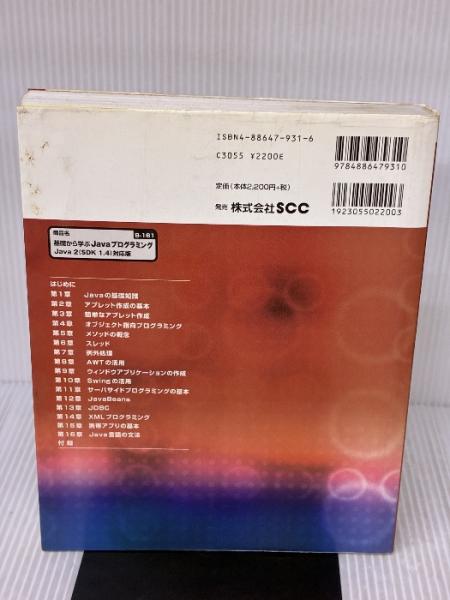 ISBN4-88647-931-6
C3055 ¥2200E
定価(本体2,200円+税)
発売 株式会社SCC
9784886479310
1923055022003
商品名
B-181
基礎から学ぶJavaプログラミング
Java 2(SDK 1.4)対応版
はじめに
第1章 Javaの基礎知識
第2章 アプレット作成の基本
第3章 簡単なアプレット作成
第4章 オブジェクト指向プログラミング
第5章 メソッドの概念
第6章 スレッド
第7章 例外処理
第8章 AWTの活用
第9章 ウィンドウアプリケーションの作成
第10章 Swingの活用
第11章 サーバサイドプログラミングの基本
第12章 JavaBeans
第13章 JDBC
第14章 XMLプログラミング
第15章 携帯アプリの基本
第16章 Java言語の文法
付録